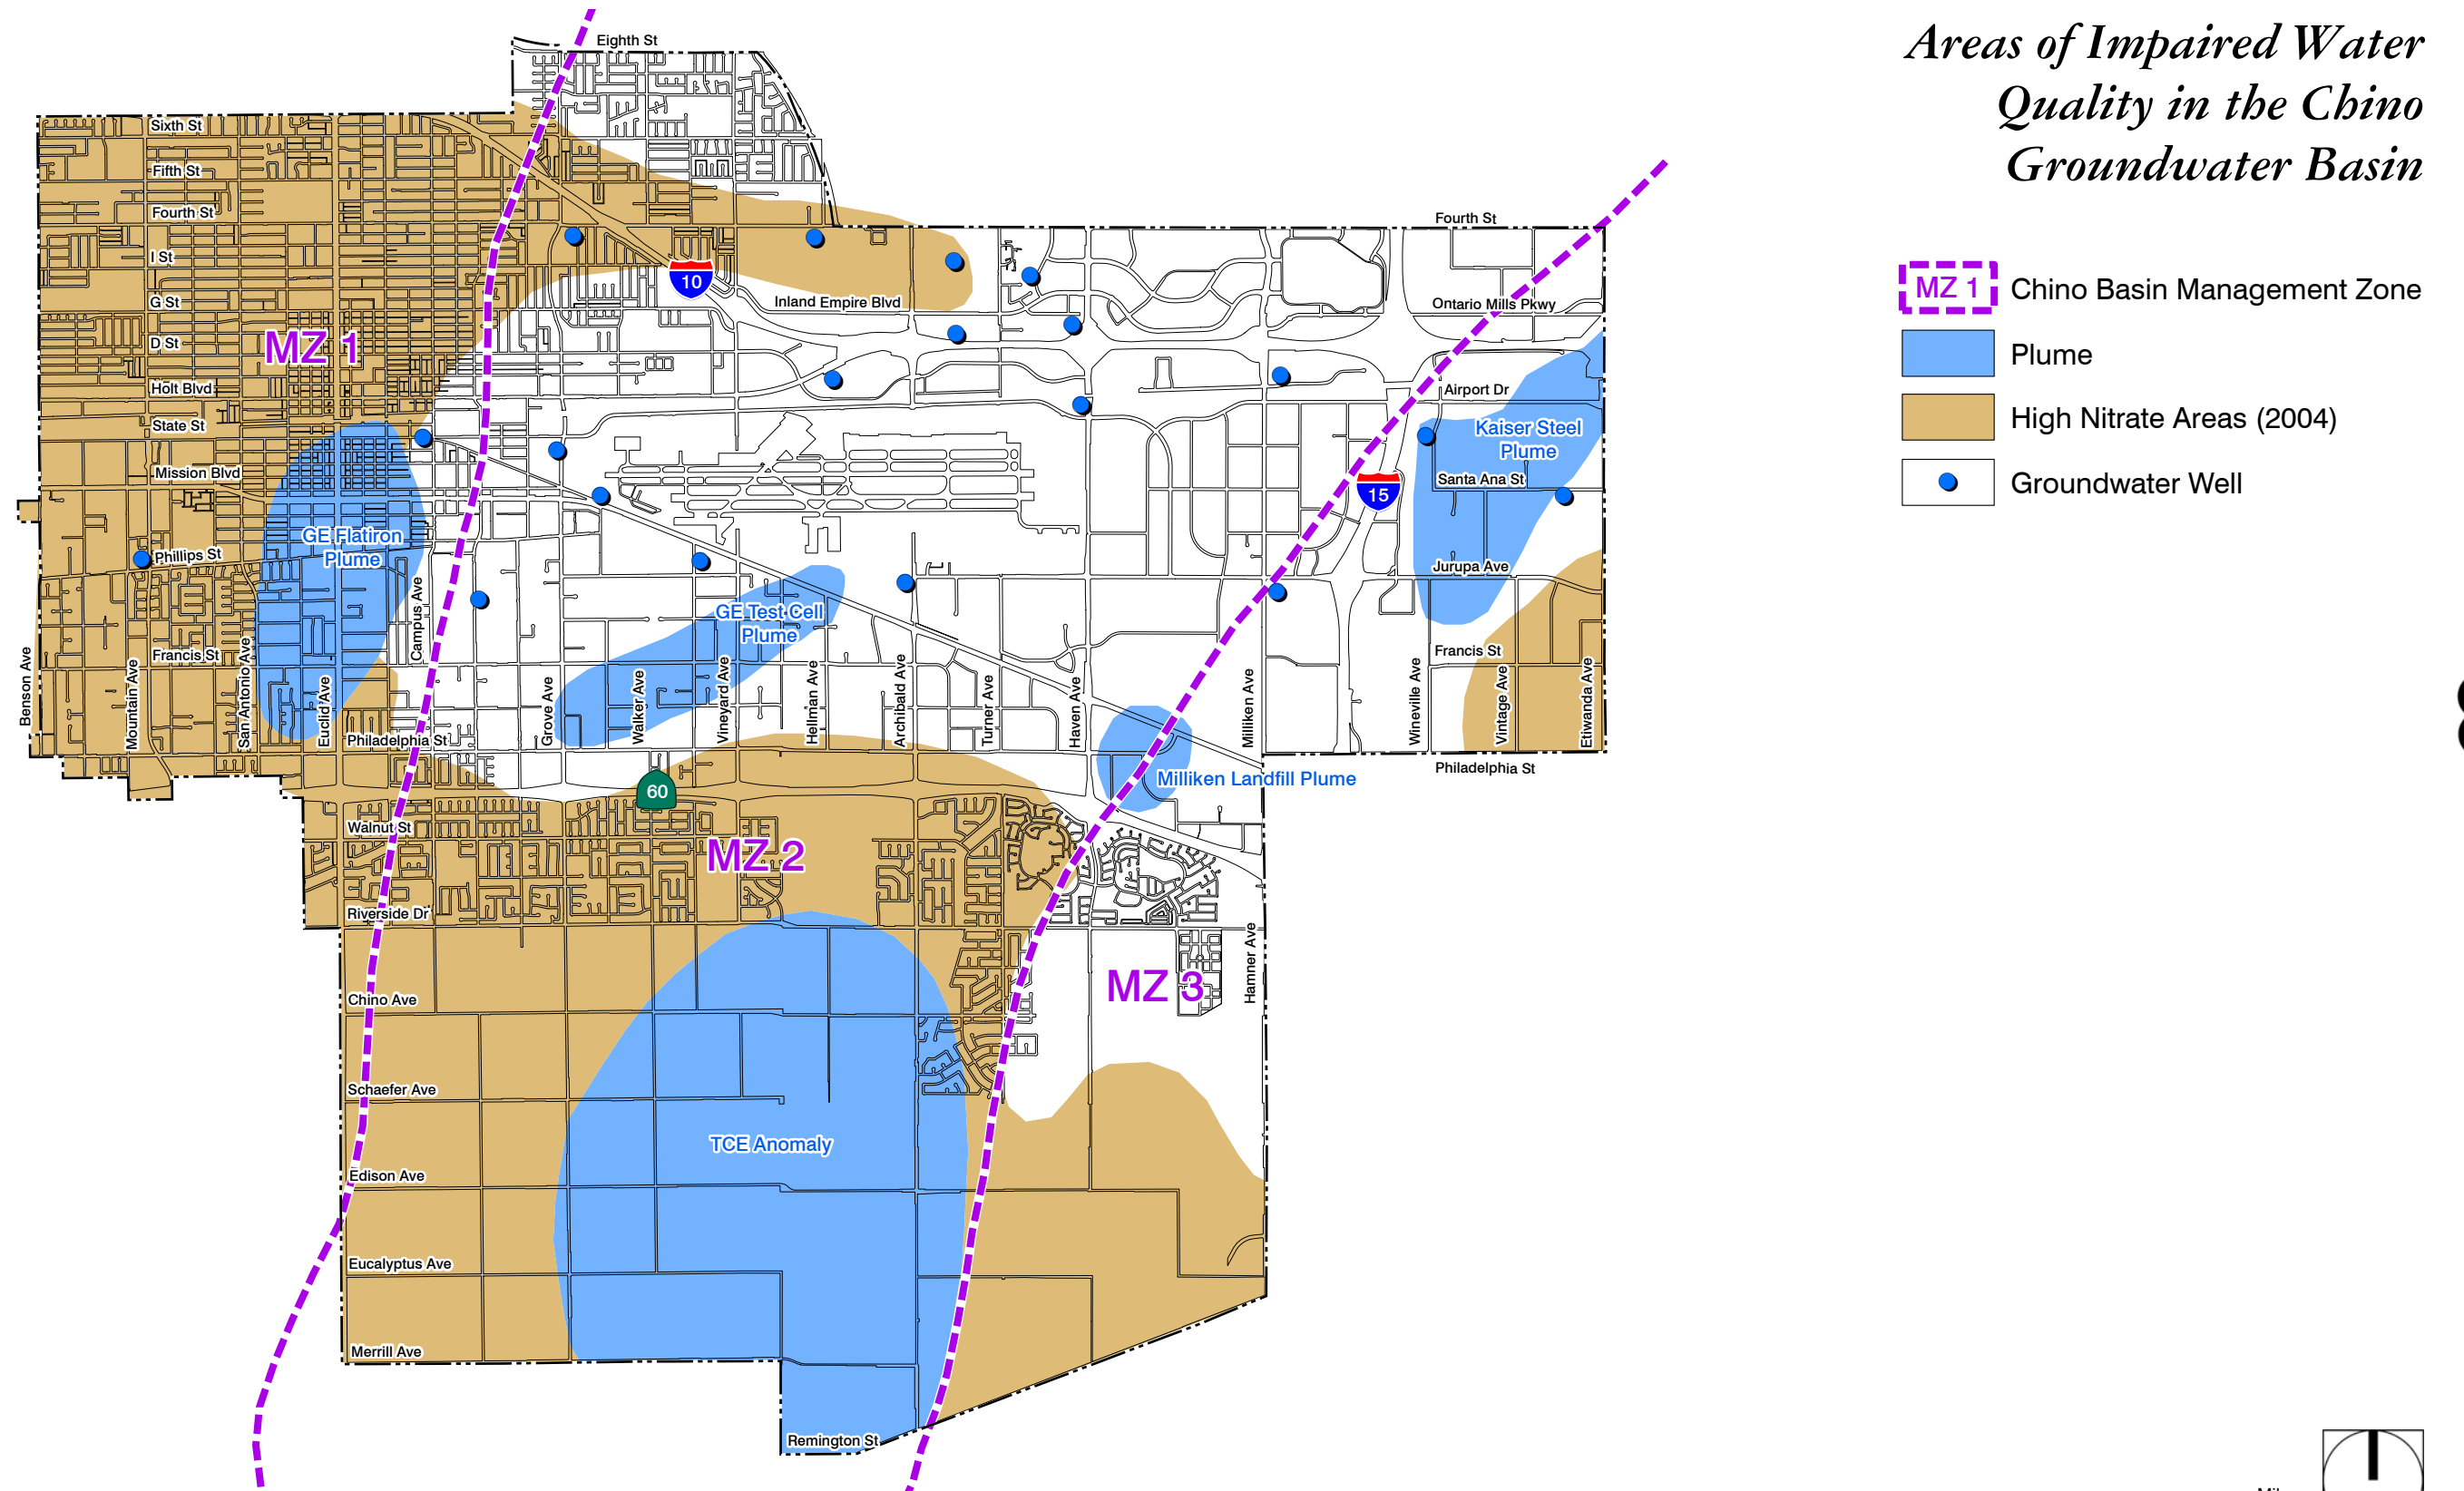 Areas of Impaired Water
Quality in the Chino
Groundwater Basin
MZ 1
Chino Basin Management Zone
Plume
High Nitrate Areas (2004)
Groundwater Well
Eighth St
Sixth St
Fifth St
Fourth St
Fourth St
I St
10
G St
Inland Empire Blvd
Ontario Mills Pkwy
D St
MZ 1
Holt Blvd
Airport Dr
State St
Kaiser Steel
Plume
Mission Blvd
Santa Ana St
15
GE Flatiron
Plume
Phillips St
Jurupa Ave
GE Test Cell
Plume
Francis St
Francis St
Benson Ave
Mountain Ave
San Antonio Ave
Euclid Ave
Campus Ave
Grove Ave
Walker Ave
Vineyard Ave
Hellman Ave
Archibald Ave
Turner Ave
Haven Ave
Milliken Ave
Wineville Ave
Vintage Ave
Etiwanda Ave
Philadelphia St
Philadelphia St
Milliken Landfill Plume
60
Walnut St
MZ 2
Riverside Dr
Hamner Ave
MZ 3
Chino Ave
Schaefer Ave
TCE Anomaly
Edison Ave
Eucalyptus Ave
Merrill Ave
Remington St